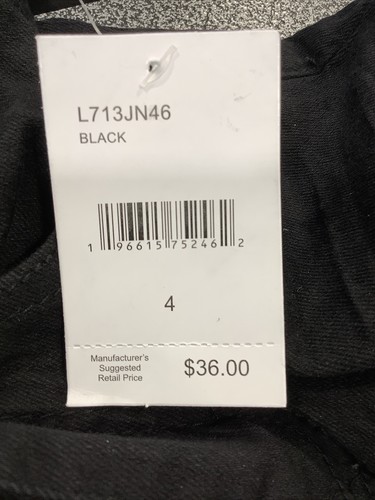 L713JN46
BLACK
1 96615 75246 2
4
Manufacturer's
Suggested
Retail Price
$36.00